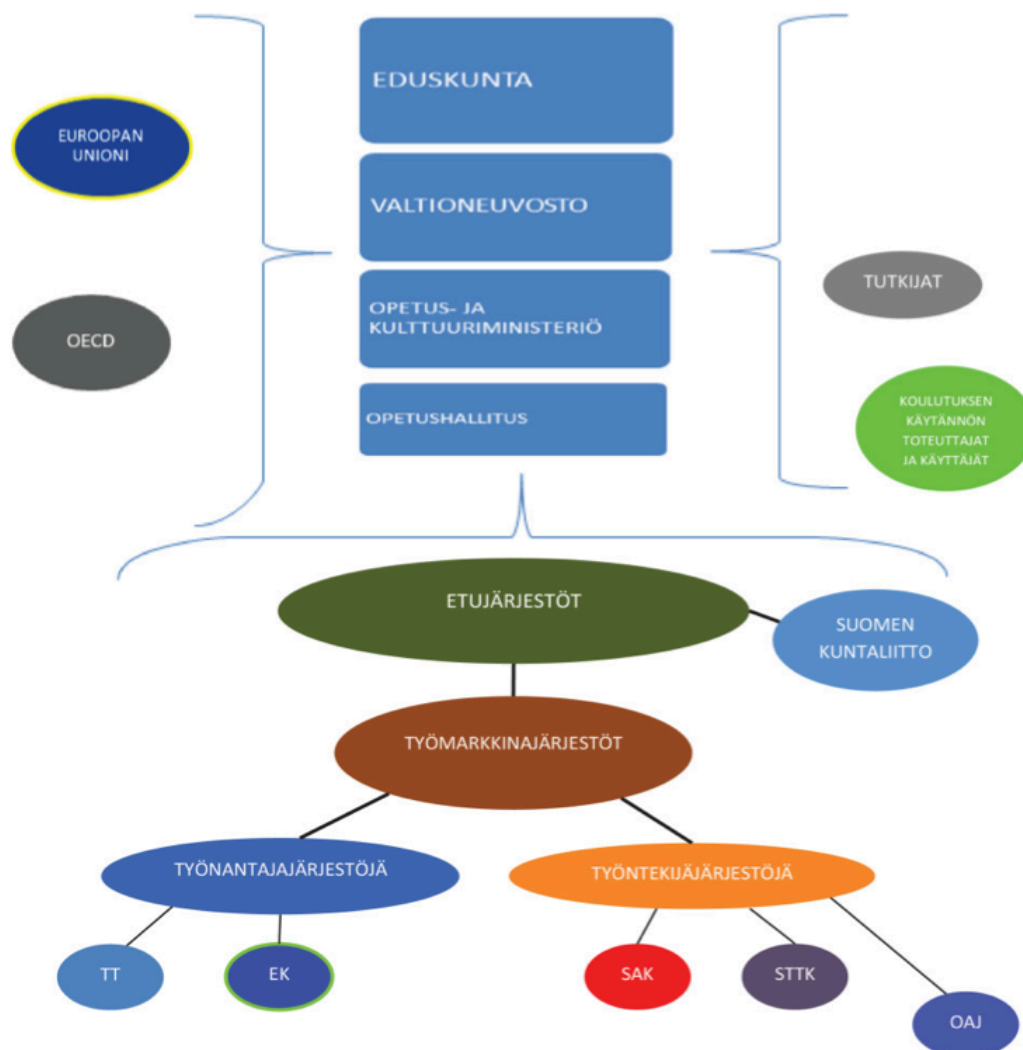 EDUSKUNTA
EUROOPAN
UNIONI
VALTIONEUVOSTO
TUTKIJAT
OPETUS- JA
KULTTUURIMINISTERIÖ
OECD
OPETUSHALLITUS
KOULUTUKSEN
KÄYTÄNNÖN
TOTEUTTAJAT
JA KÄYTTÄJÄT
ETUJÄRJESTÖT
SUOMEN
KUNTALIITTO
TYÖMARKKINAJÄRJESTÖT
TYÖNANTAJAJÄRJESTÖJÄ
TYÖNTEKIJÄJÄRJESTÖJÄ
TT
EK
SAK
STTK
OAJ